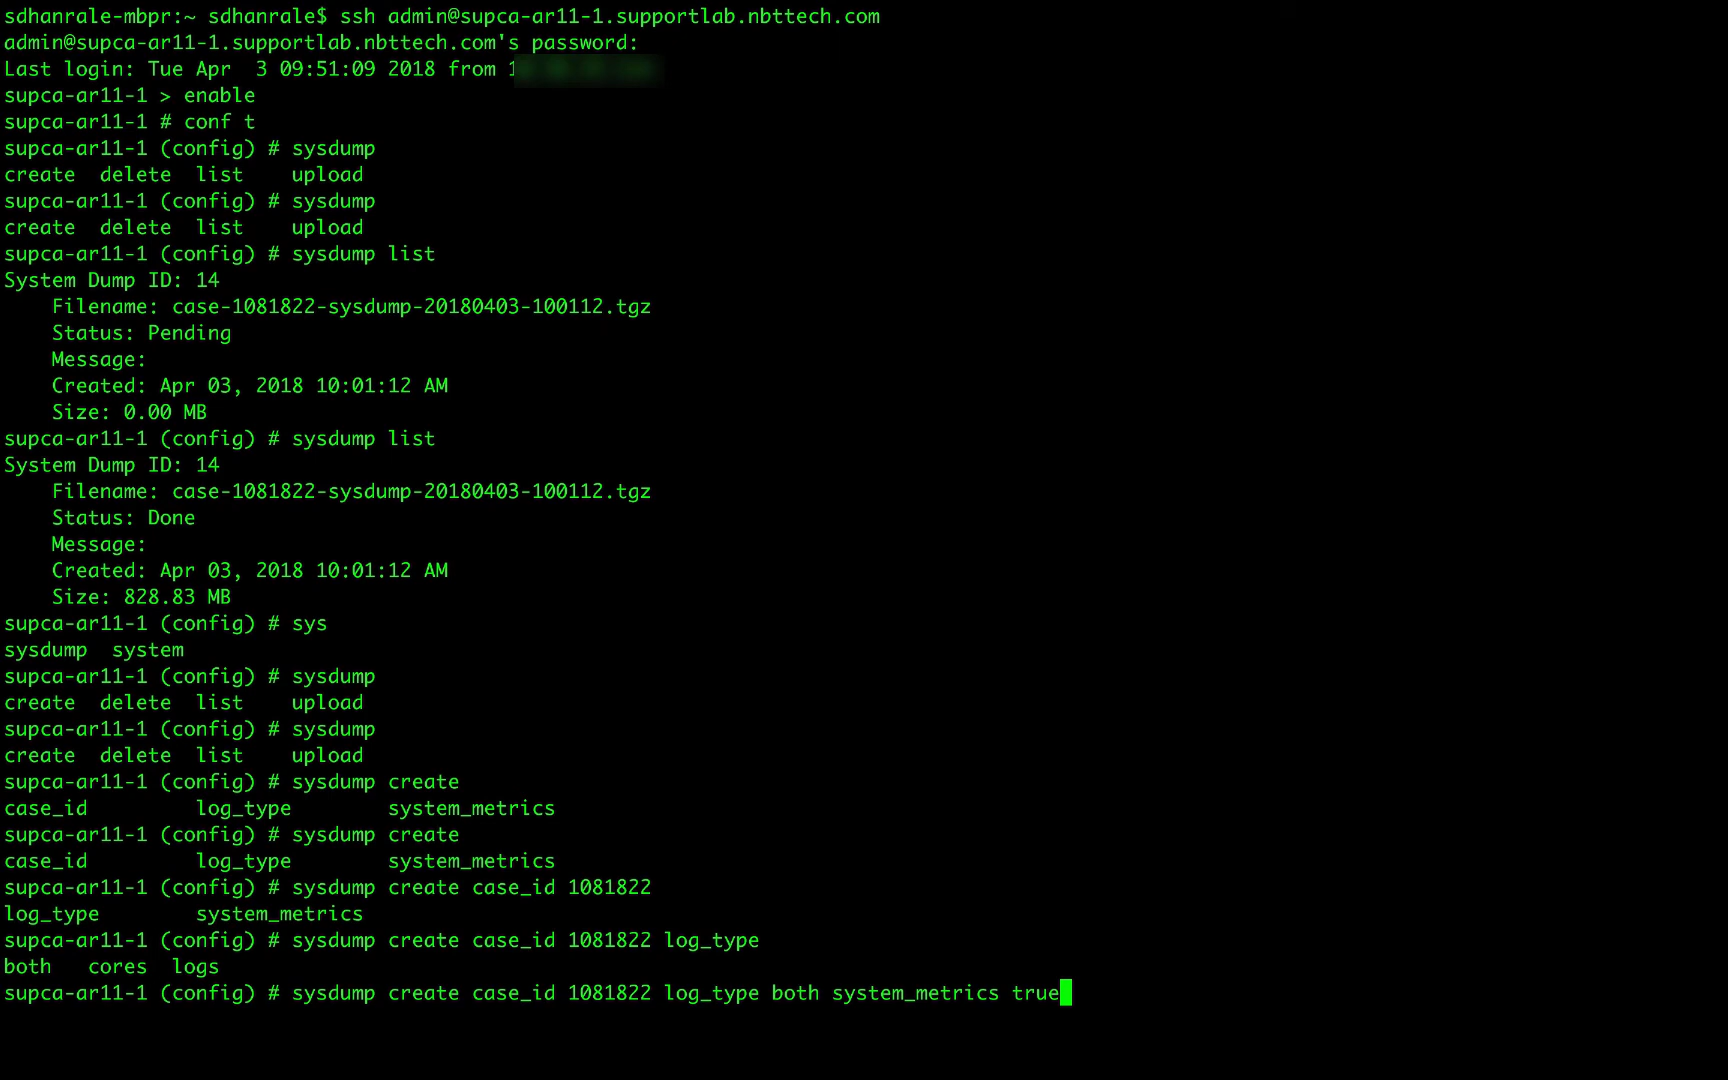 sdhanrale-mbpr:~ sdhanrale$ ssh admin@supca-ar11-1.supportlab.nbttech.com
admin@supca-ar11-1.supportlab.nbttech.com's password:
Last login: Tue Apr  3 09:51:09 2018 from 1
supca-ar11-1 > enable
supca-ar11-1 # conf t
supca-ar11-1 (config) # sysdump
create  delete  list    upload
supca-ar11-1 (config) # sysdump
create  delete  list    upload
supca-ar11-1 (config) # sysdump list
System Dump ID: 14
    Filename: case-1081822-sysdump-20180403-100112.tgz
    Status: Pending
    Message:
    Created: Apr 03, 2018 10:01:12 AM
    Size: 0.00 MB
supca-ar11-1 (config) # sysdump list
System Dump ID: 14
    Filename: case-1081822-sysdump-20180403-100112.tgz
    Status: Done
    Message:
    Created: Apr 03, 2018 10:01:12 AM
    Size: 828.83 MB
supca-ar11-1 (config) # sys
sysdump  system
supca-ar11-1 (config) # sysdump
create  delete  list    upload
supca-ar11-1 (config) # sysdump
create  delete  list    upload
supca-ar11-1 (config) # sysdump create
case_id         log_type        system_metrics
supca-ar11-1 (config) # sysdump create
case_id         log_type        system_metrics
supca-ar11-1 (config) # sysdump create case_id 1081822
log_type        system_metrics
supca-ar11-1 (config) # sysdump create case_id 1081822 log_type
both   cores  logs
supca-ar11-1 (config) # sysdump create case_id 1081822 log_type both system_metrics true